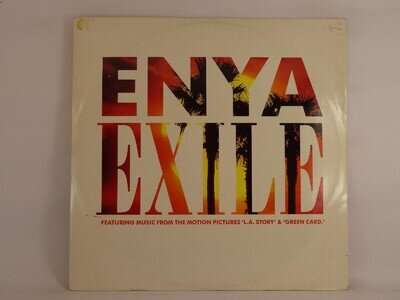 ENYA
EXILE
FEATURING MUSIC FROM THE MOTION PICTURES 'L.A. STORY' & 'GREEN CARD.'